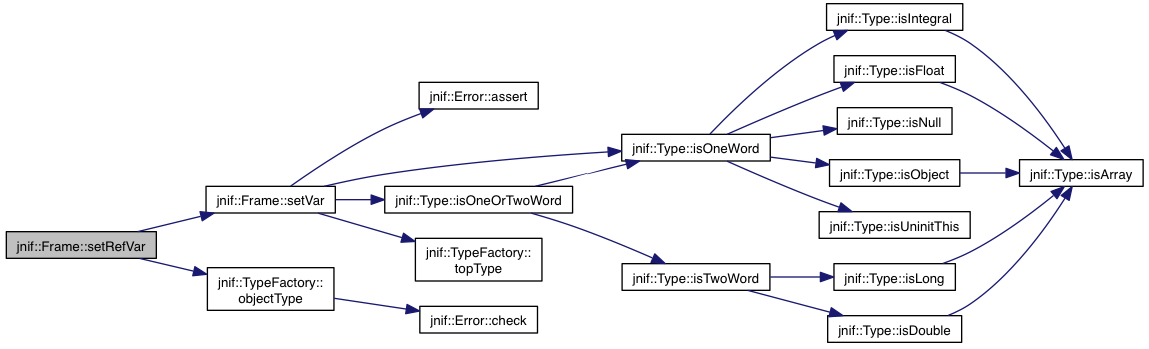 jnif::Frame::setRefVar
jnif::Frame::setVar
jnif::TypeFactory::
objectType
jnif::Error::assert
jnif::Type::isOneOrTwoWord
jnif::TypeFactory::
topType
jnif::Error::check
jnif::Type::isOneWord
jnif::Type::isTwoWord
jnif::Type::isIntegral
jnif::Type::isFloat
jnif::Type::isNull
jnif::Type::isObject
jnif::Type::isUninitThis
jnif::Type::isLong
jnif::Type::isDouble
jnif::Type::isArray